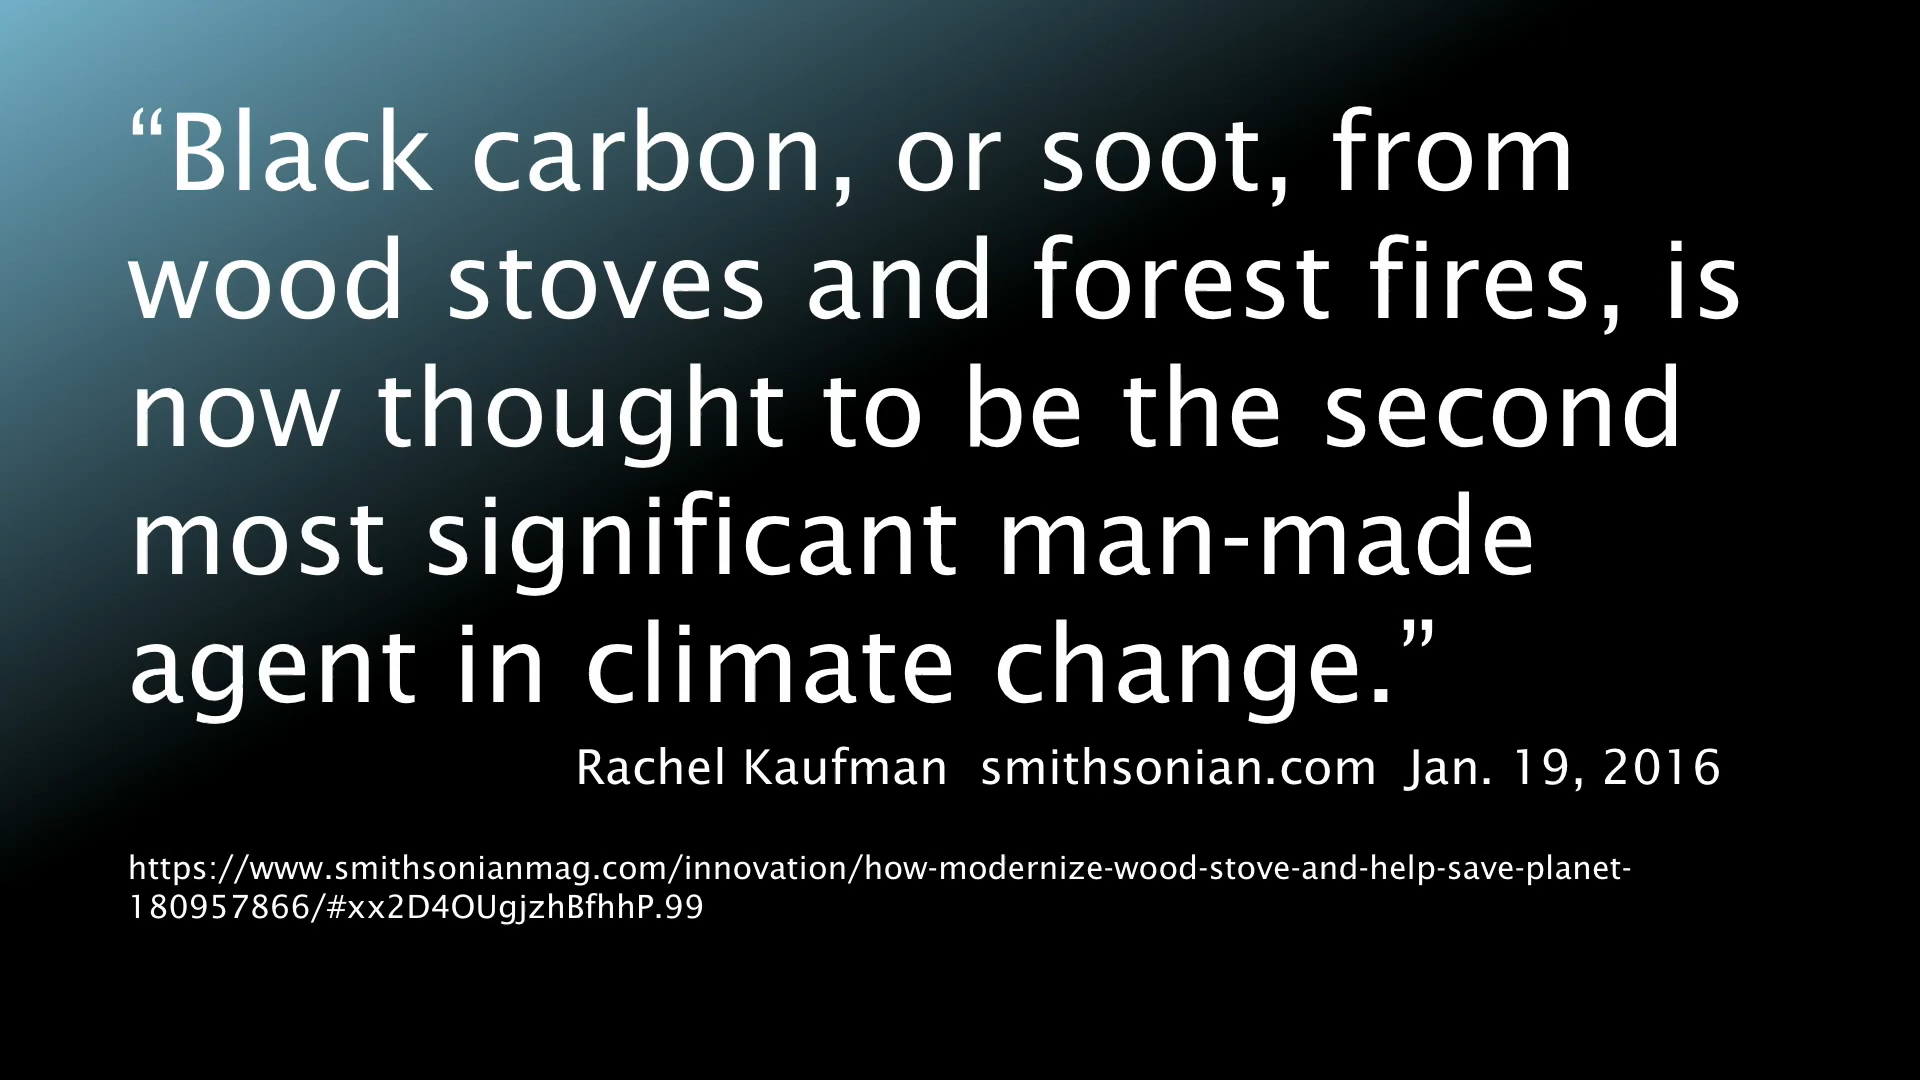 “Black carbon, or soot, from
wood stoves and forest fires, is
now thought to be the second
most significant man-made
agent in climate change.”
Rachel Kaufman  smithsonian.com  Jan. 19, 2016
https://www.smithsonianmag.com/innovation/how-modernize-wood-stove-and-help-save-planet-
180957866/#xx2D4OUgjzhBfhhP.99